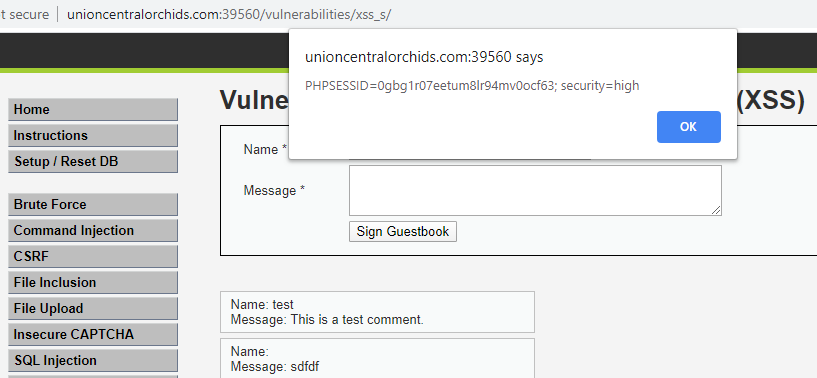 t secure | unioncentralorchids.com:39560/vulnerabilities/xss_s/
unioncentralorchids.com:39560 says
PHPSESSID=0gbg1r07eetum8lr94mv0ocf63; security=high
OK
Home
Instructions
Setup / Reset DB
Brute Force
Command Injection
CSRF
File Inclusion
File Upload
Insecure CAPTCHA
SQL Injection
Vulne
(XSS)
Name *
Message *
Sign Guestbook
Name: test
Message: This is a test comment.
Name:
Message: sdfdf